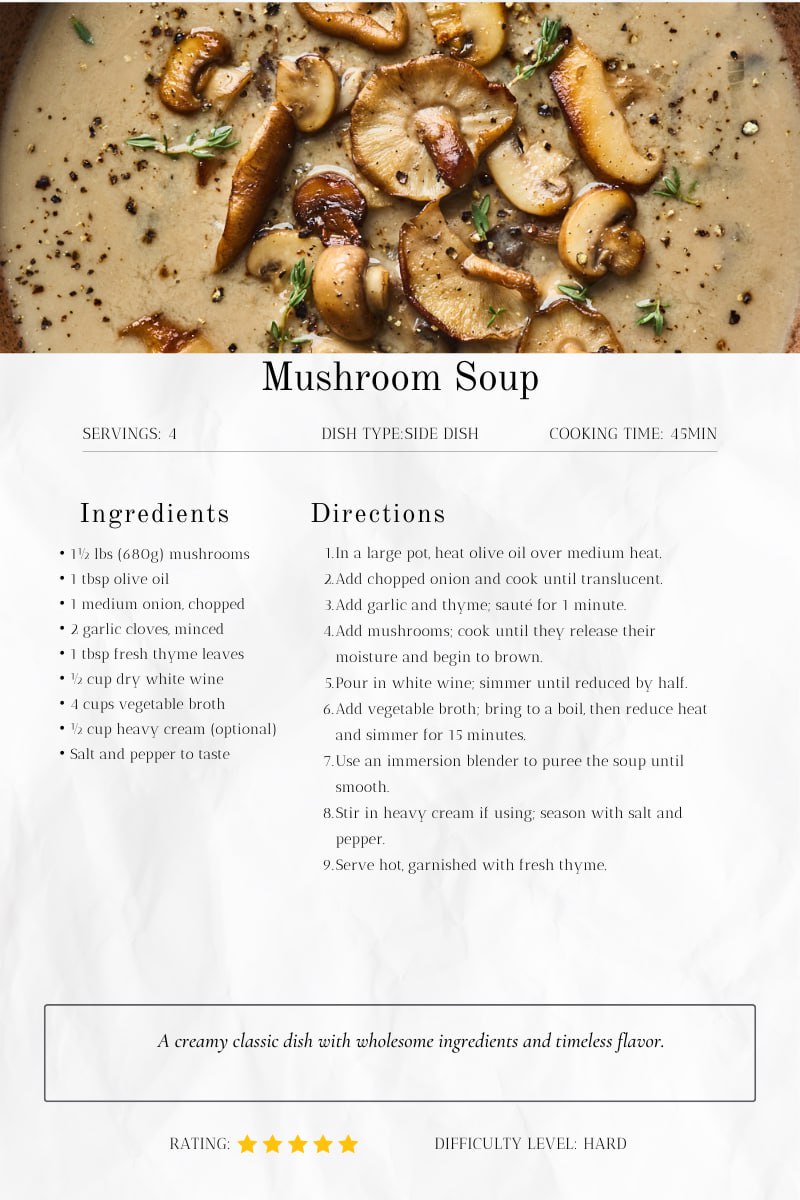 Mushroom Soup
SERVINGS: 4
DISH TYPE:SIDE DISH
COOKING TIME: 45MIN
Ingredients
• 1½ lbs (680g) mushrooms
• 1 tbsp olive oil
• 1 medium onion, chopped
• 2 garlic cloves, minced
• 1 tbsp fresh thyme leaves
• ½ cup dry white wine
• 4 cups vegetable broth
• ½ cup heavy cream (optional)
• Salt and pepper to taste
Directions
1.In a large pot, heat olive oil over medium heat.
2.Add chopped onion and cook until translucent.
3.Add garlic and thyme; sauté for 1 minute.
4.Add mushrooms; cook until they release their
moisture and begin to brown.
5.Pour in white wine; simmer until reduced by half.
6.Add vegetable broth; bring to a boil, then reduce heat
and simmer for 15 minutes.
7.Use an immersion blender to puree the soup until
smooth.
8.Stir in heavy cream if using; season with salt and
pepper.
9.Serve hot, garnished with fresh thyme.
A creamy classic dish with wholesome ingredients and timeless flavor.
RATING:
DIFFICULTY LEVEL: HARD